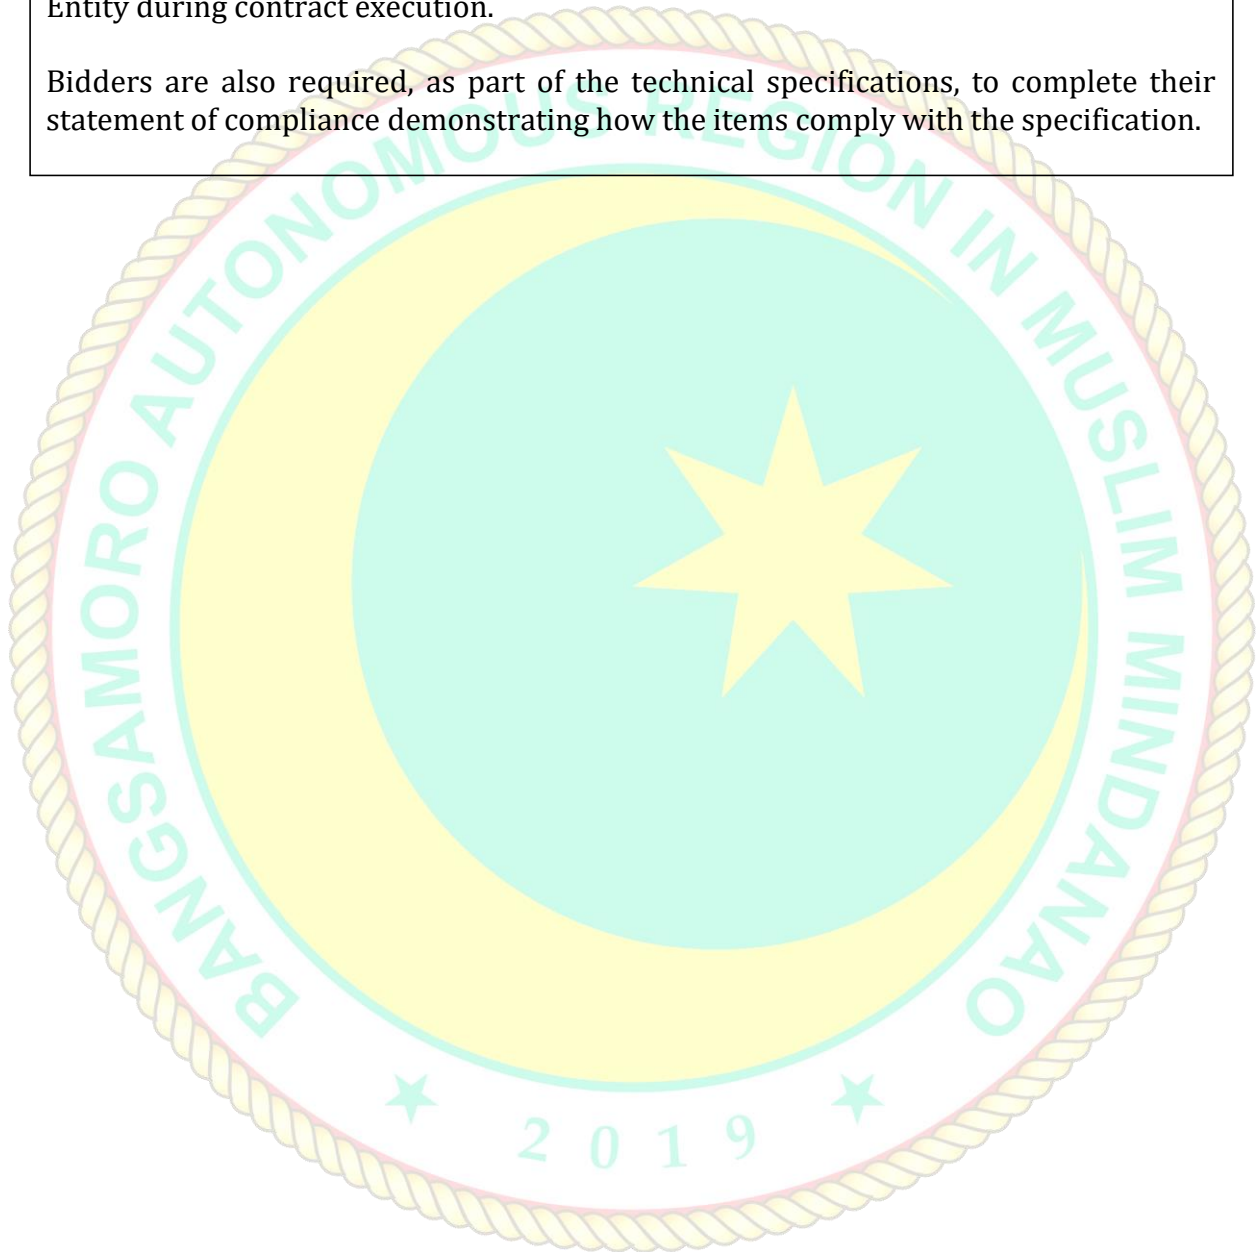 Entity during contract execution.
Bidders are also required, as part of the technical specifications, to complete their
statement of compliance demonstrating how the items comply with the specification.
BANGSAMORO AUTONOMOUS REGION IN MUSLIM MINDANAO
2019